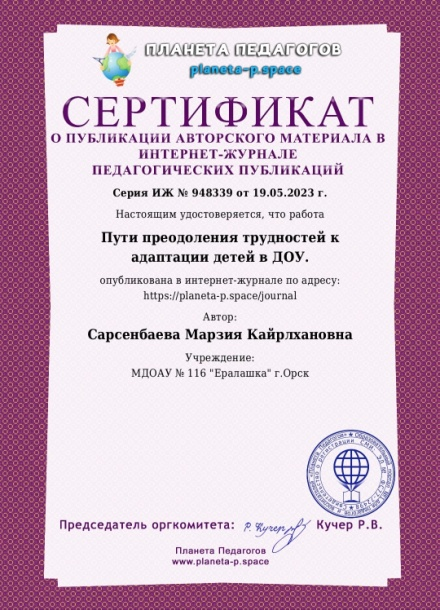 ПЛАНЕТА ПЕДАГОГОВ
planeta-p.space
СЕРТИФИКАТ
О ПУБЛИКАЦИИ АВТОРСКОГО МАТЕРИАЛА В
ИНТЕРНЕТ-ЖУРНАЛЕ
ПЕДАГОГИЧЕСКИХ ПУБЛИКАЦИЙ
Серия ИЖ № 948339 от 19.05.2023 г.
Настоящим удостоверяется, что работа
Пути преодоления трудностей к
адаптации детей в ДОУ.
опубликована в интернет-журнале по адресу:
https://planeta-p.space/journal
Автор:
Сарсенбаева Марзия Кайрлхановна
Учреждение:
МДОАУ № 116 "Ералашка" г.Орск
Председатель оргкомитета: Р. Кучер Кучер Р.В.
Планета Педагогов
www.planeta-p.space